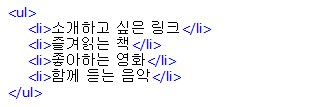 <ul>
<li>소개하고 싶은 링크</li>
<li>즐겨읽는 책</li>
<li>좋아하는 영화</li>
<li>함께 듣는 음악</li>
</ul>